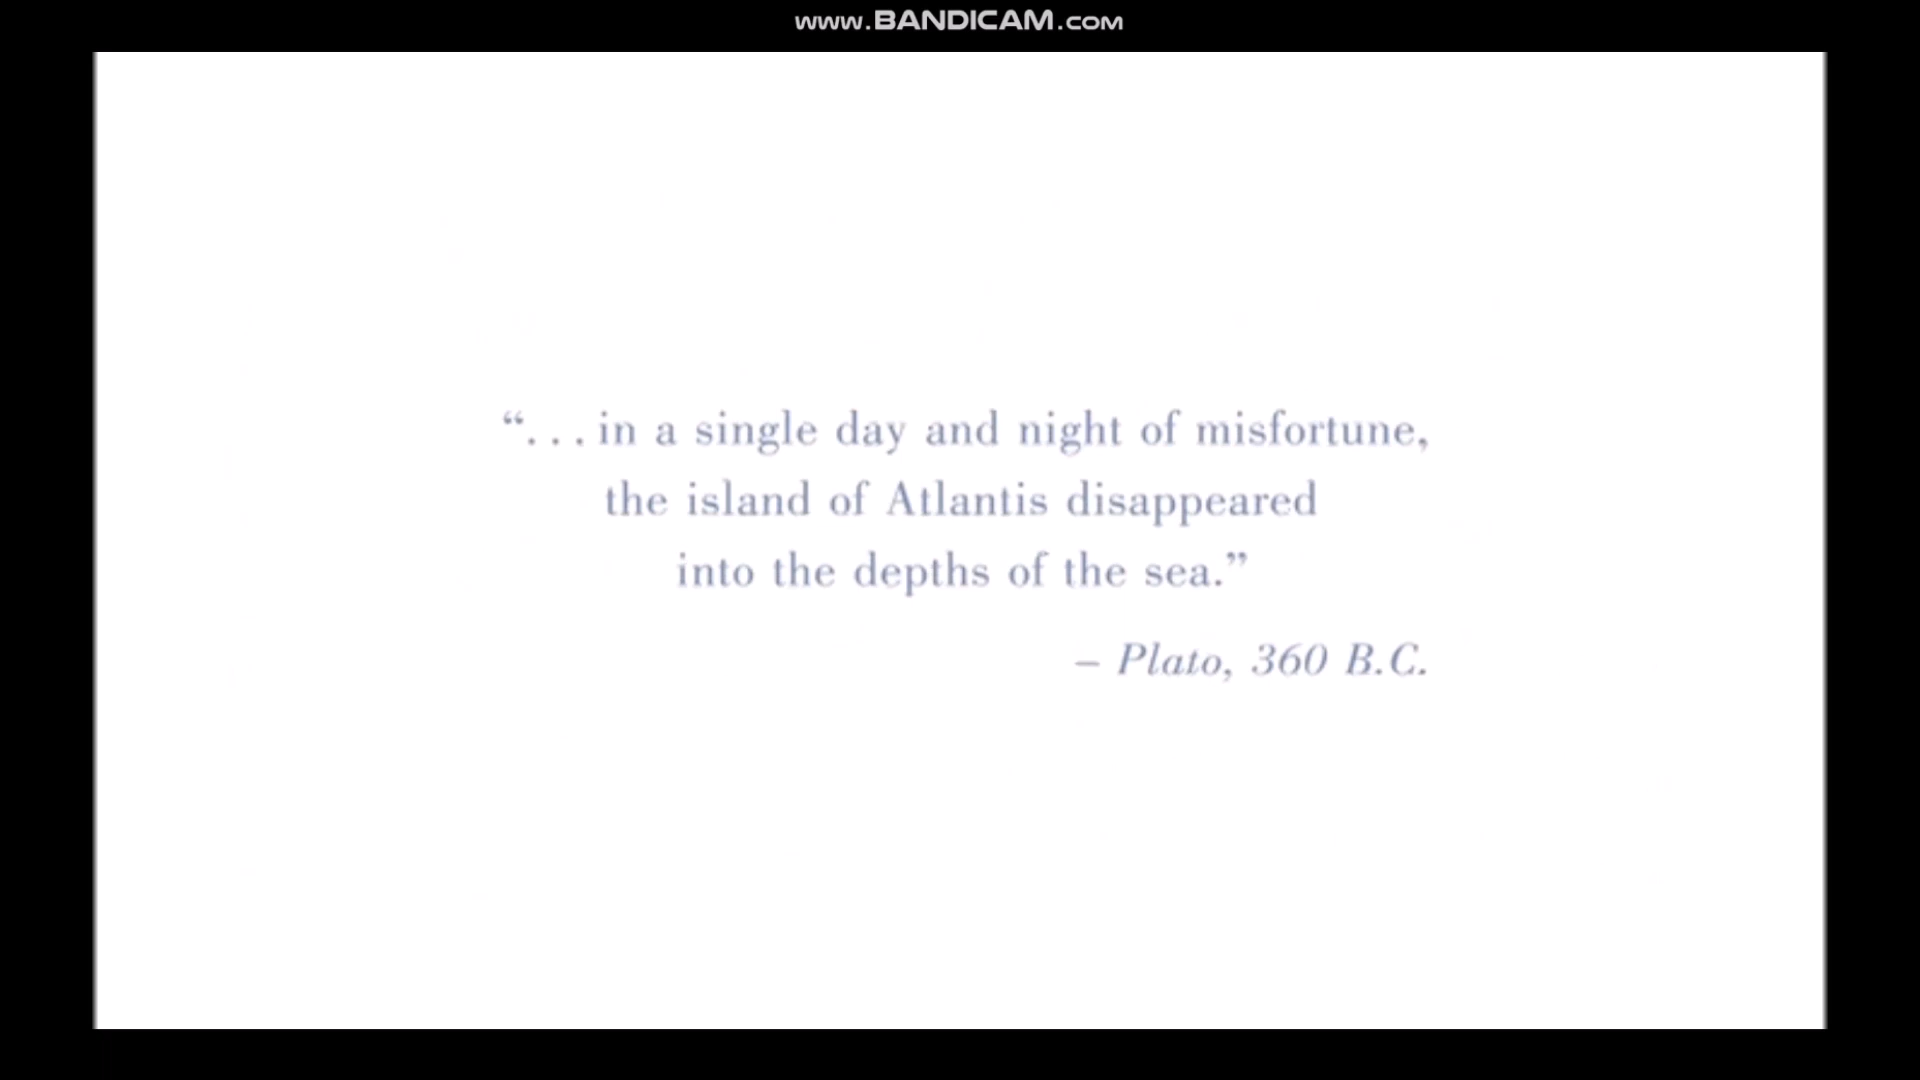 www.BANDICAM.com
“. . . in a single day and night of misfortune,
the island of Atlantis disappeared
into the depths of the sea.”
– Plato, 360 B.C.